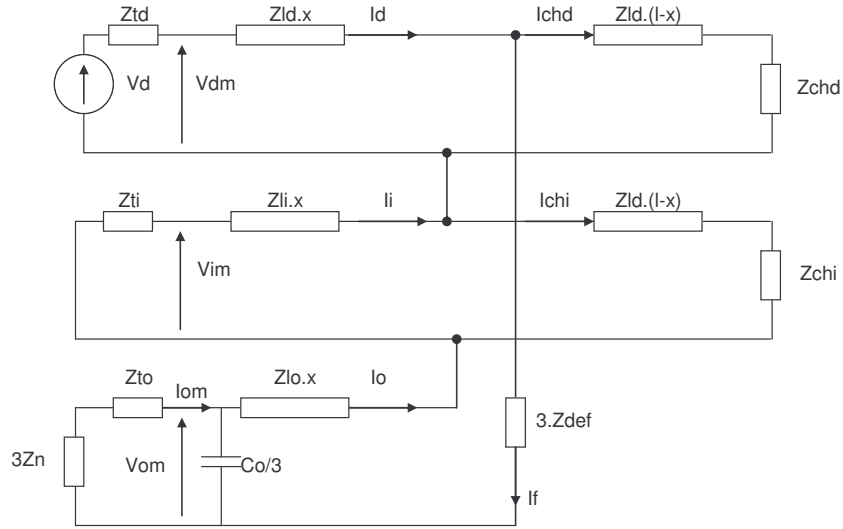 Ztd
Zld.x
Id
Ichd
Zld.(l-x)
Vd
Vdm
Zchd
Zti
Zli.x
Ii
Ichi
Zld.(l-x)
Vim
Zchi
Zto
Iom
Zlo.x
Io
3.Zdef
3Zn
Vom
Co/3
If